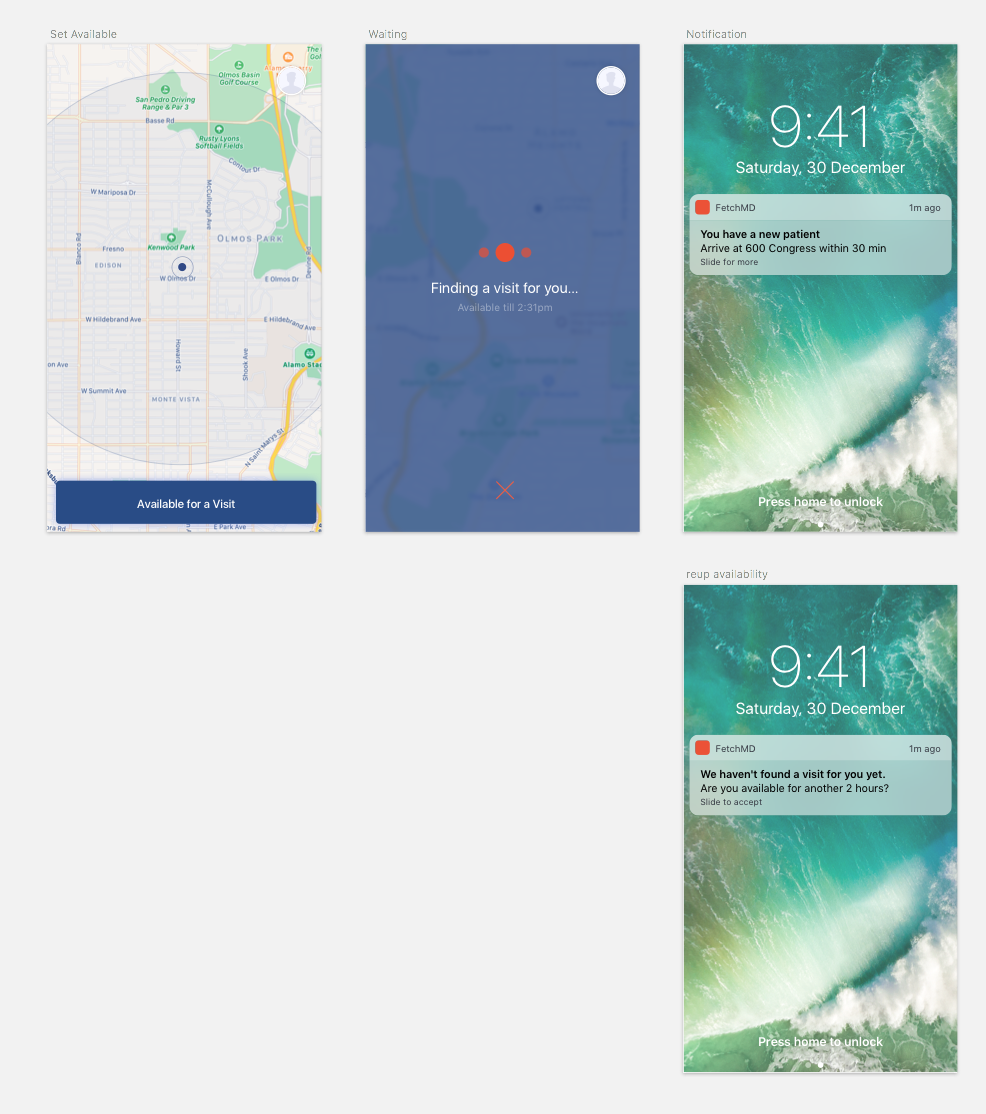 Set Available
The
Gol
Olmos Basin
Golf Course
San Pedro Driving
Range & Par 3
Basse Rd
Rusty Lyons
Softball Fields
Contour Dr
W Mariposa Dr
McCullough Ave
Blanco Rd
Fresno
Kenwood Park
OLMOS PARK
EDISON
W Olmos Dr
E Olmos Dr
W Hildebrand Ave
E Hildebrand Ave
Howard St
Shook Ave
on Ave
Alamo Stad
W Summit Ave
MONTE VISTA
N Saint Marys St
Available for a Visit
ora Rd
E Park Ave
Waiting
Finding a visit for you...
Available till 2:31pm
Notification
9:41
Saturday, 30 December
FetchMD
1m ago
You have a new patient
Arrive at 600 Congress within 30 min
Slide for more
Press home to unlock
reup availability
9:41
Saturday, 30 December
FetchMD
1m ago
We haven't found a visit for you yet.
Are you available for another 2 hours?
Slide to accept
Press home to unlock